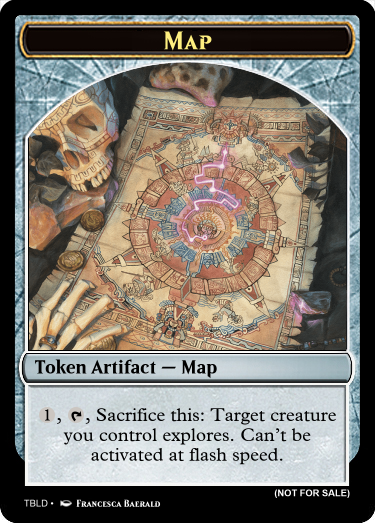 Map
Token Artifact — Map
1, T, Sacrifice this: Target creature
you control explores. Can't be
activated at flash speed.
(NOT FOR SALE)
TBLD • Francesca Baerald